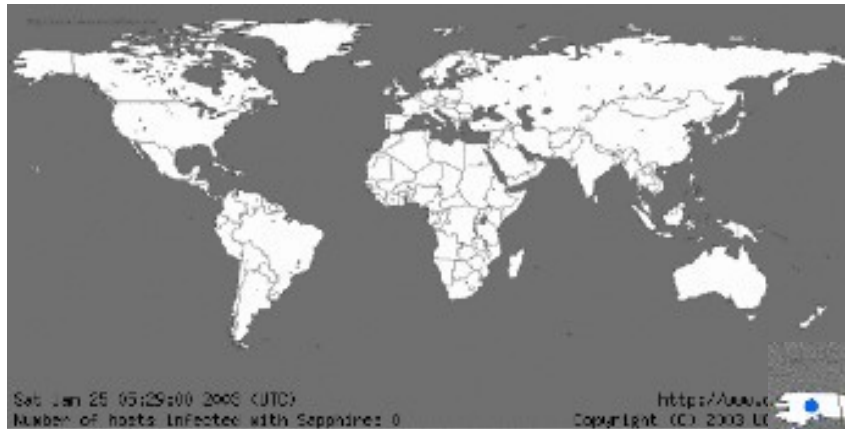 Sat Jan 25 05:29:00 2003 (UTC)
Number of hosts infected with Sapphire: 0
http://www.
Copyright (C) 2003 UC